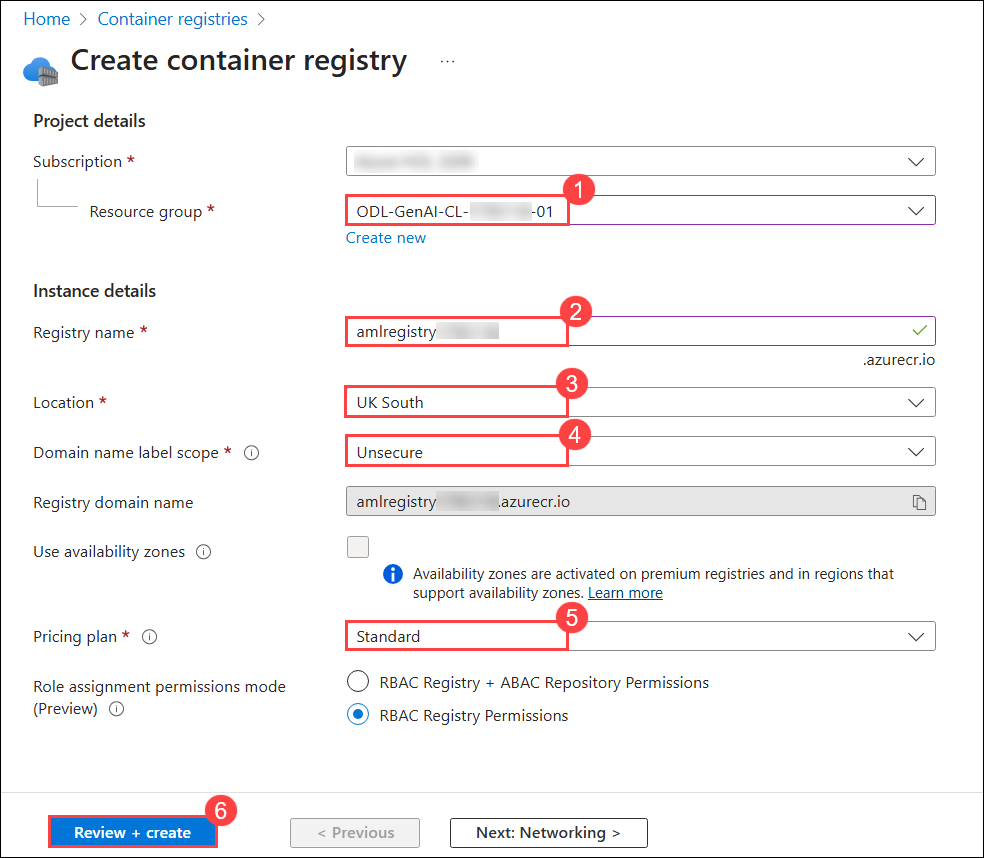 Home > Container registries >
Create container registry ...
Project details
Subscription *
1
Resource group * ODL-GenAI-CL- -01
Create new
Instance details
2
Registry name * amlregistry
.azurecr.io
3
Location * UK South
4
Domain name label scope * Unsecure
Registry domain name amlregistry .azurecr.io
Use availability zones
Availability zones are activated on premium registries and in regions that
support availability zones. Learn more
5
Pricing plan * Standard
Role assignment permissions mode
(Preview)
RBAC Registry + ABAC Repository Permissions
RBAC Registry Permissions
6
Review + create < Previous Next: Networking >